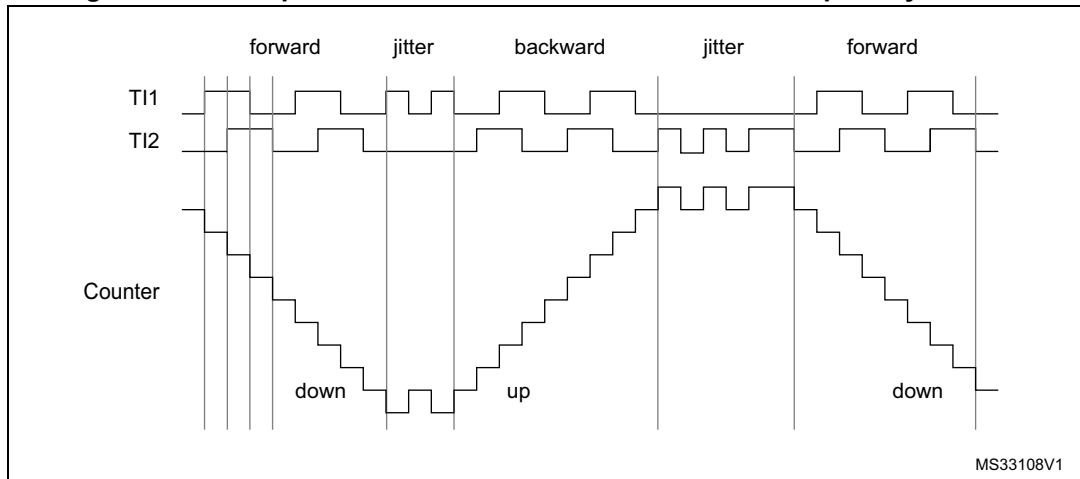 forward jitter backward jitter forward
TI1
TI2
Counter
down up down
MS33108V1